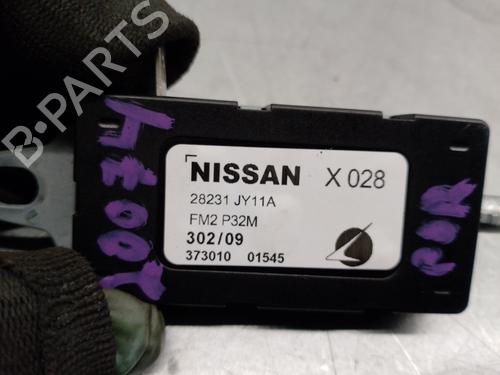 NISSAN X 028
28231 JY11A
FM2 P32M
302/09
373010 01545
B-PARTS